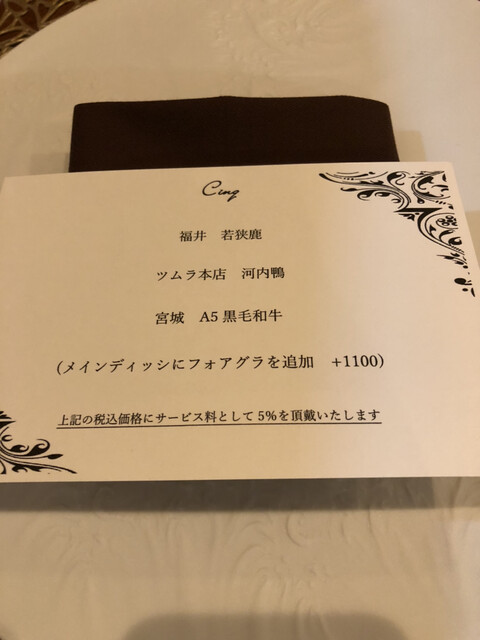 Cinq
福井 若狭鹿
ツムラ本店 河内鴨
宮城 A5黒毛和牛
(メインディッシにフォアグラを追加 +1100)
上記の税込価格にサービス料として5%を頂戴いたします